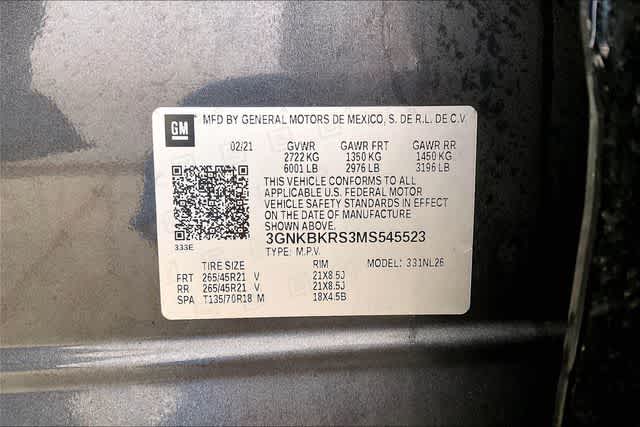 GM
MFD BY GENERAL MOTORS DE MEXICO, S. DE R.L. DE C.V.
02/21 GVWR GAWR FRT GAWR RR
2722 KG 1350 KG 1450 KG
6001 LB 2976 LB 3196 LB
THIS VEHICLE CONFORMS TO ALL
APPLICABLE U.S. FEDERAL MOTOR
VEHICLE SAFETY STANDARDS IN EFFECT
ON THE DATE OF MANUFACTURE
SHOWN ABOVE.
333E
3GNKBKRS3MS545523
TYPE: M.P.V.
TIRE SIZE RIM MODEL: 331NL26
FRT 265/45R21 V 21X8.5J
RR 265/45R21 V 21X8.5J
SPA T135/70R18 M 18X4.5B